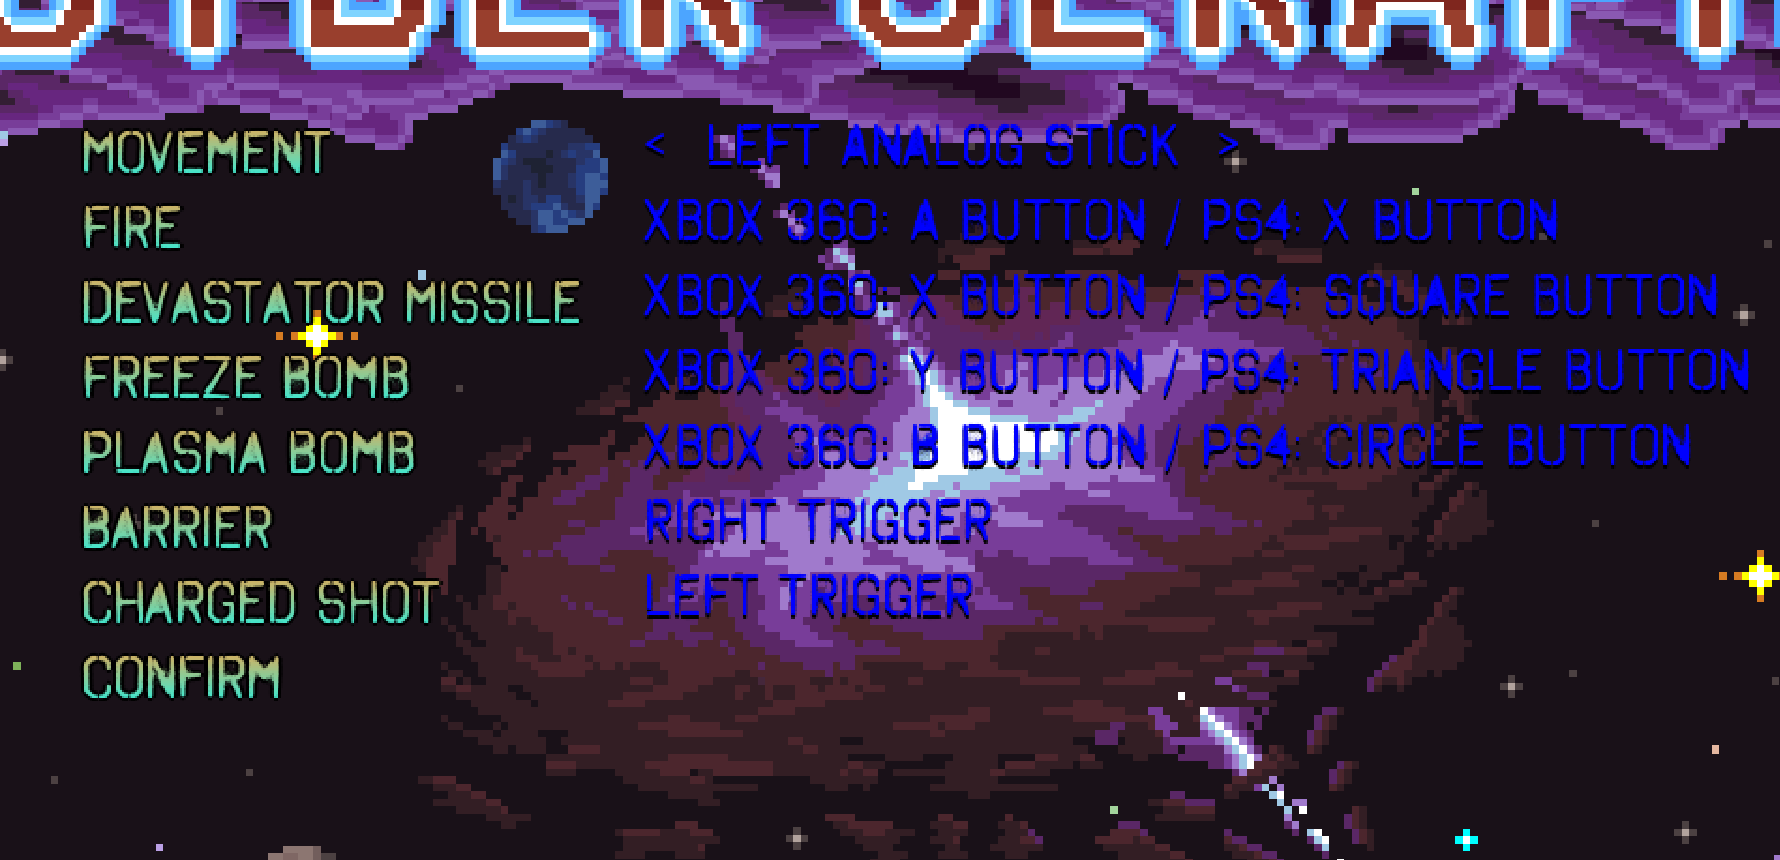 MOVEMENT < LEFT ANALOG STICK >
FIRE XBOX 360: A BUTTON / PS4: X BUTTON
DEVASTATOR MISSILE XBOX 360: X BUTTON / PS4: SQUARE BUTTON
FREEZE BOMB XBOX 360: Y BUTTON / PS4: TRIANGLE BUTTON
PLASMA BOMB XBOX 360: B BUTTON / PS4: CIRCLE BUTTON
BARRIER RIGHT TRIGGER
CHARGED SHOT LEFT TRIGGER
CONFIRM